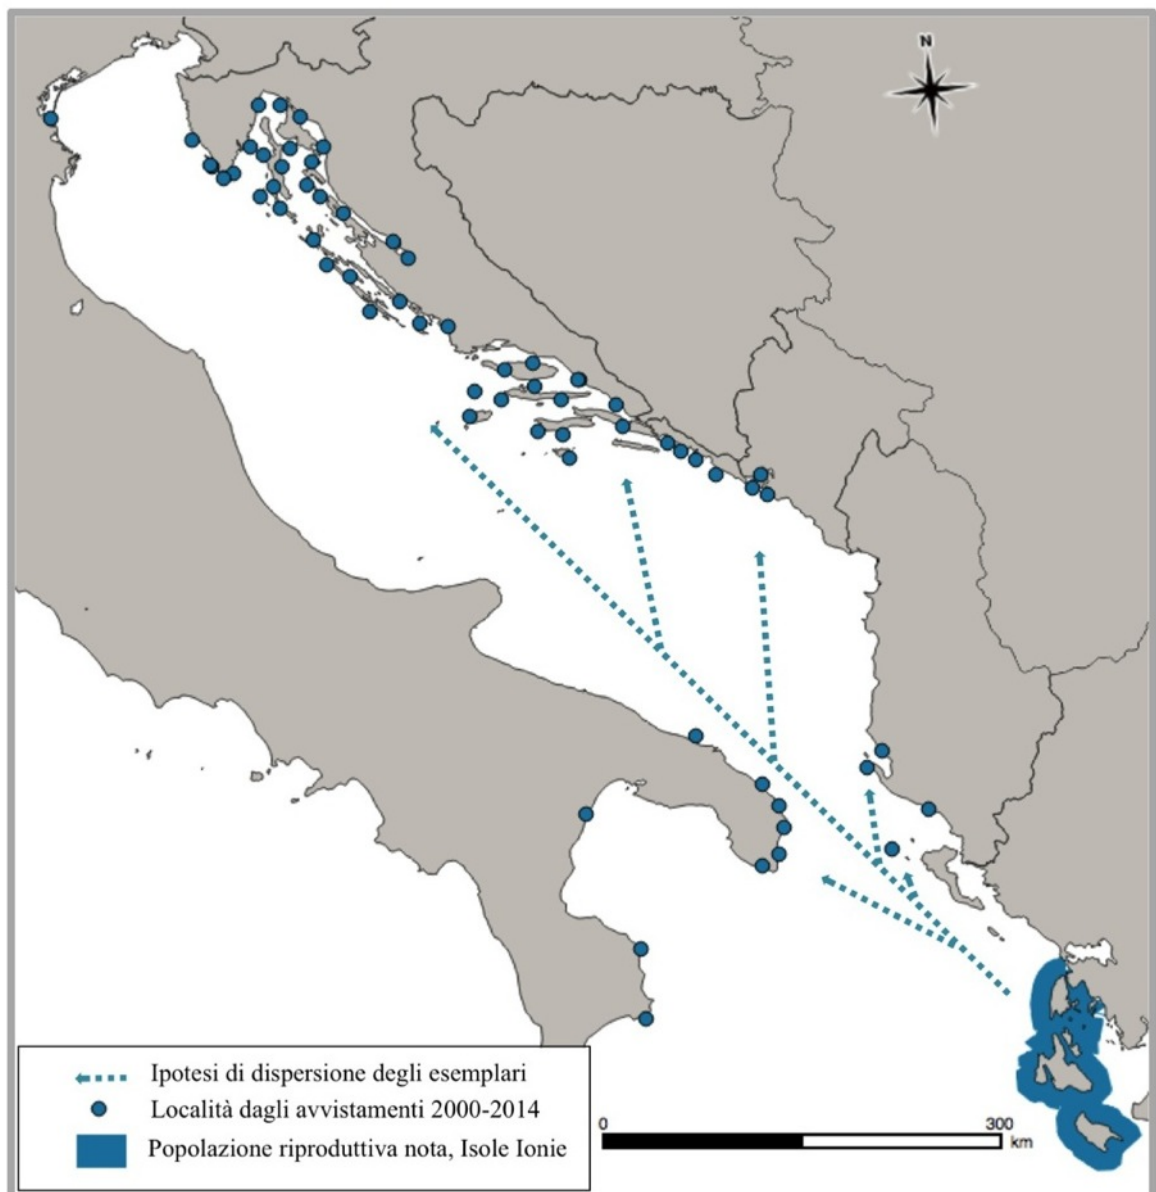 N
Ipotesi di dispersione degli esemplari
Località dagli avvistamenti 2000-2014
Popolazione riproduttiva nota, Isole Ionie
0 300
km